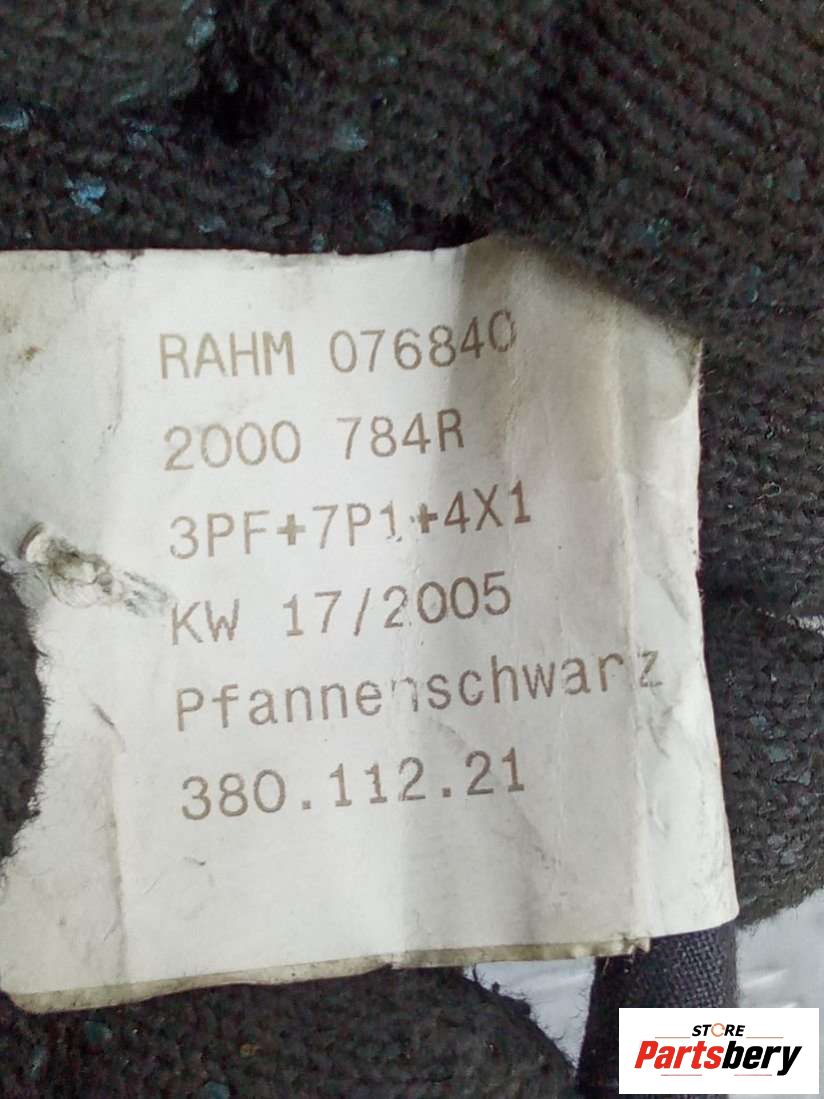 RAHM 076840
2000 784R
3PF+7P1+4X1
KW 17/2005
Pfannenschwarz
380.112.21
STORE
Partsbery